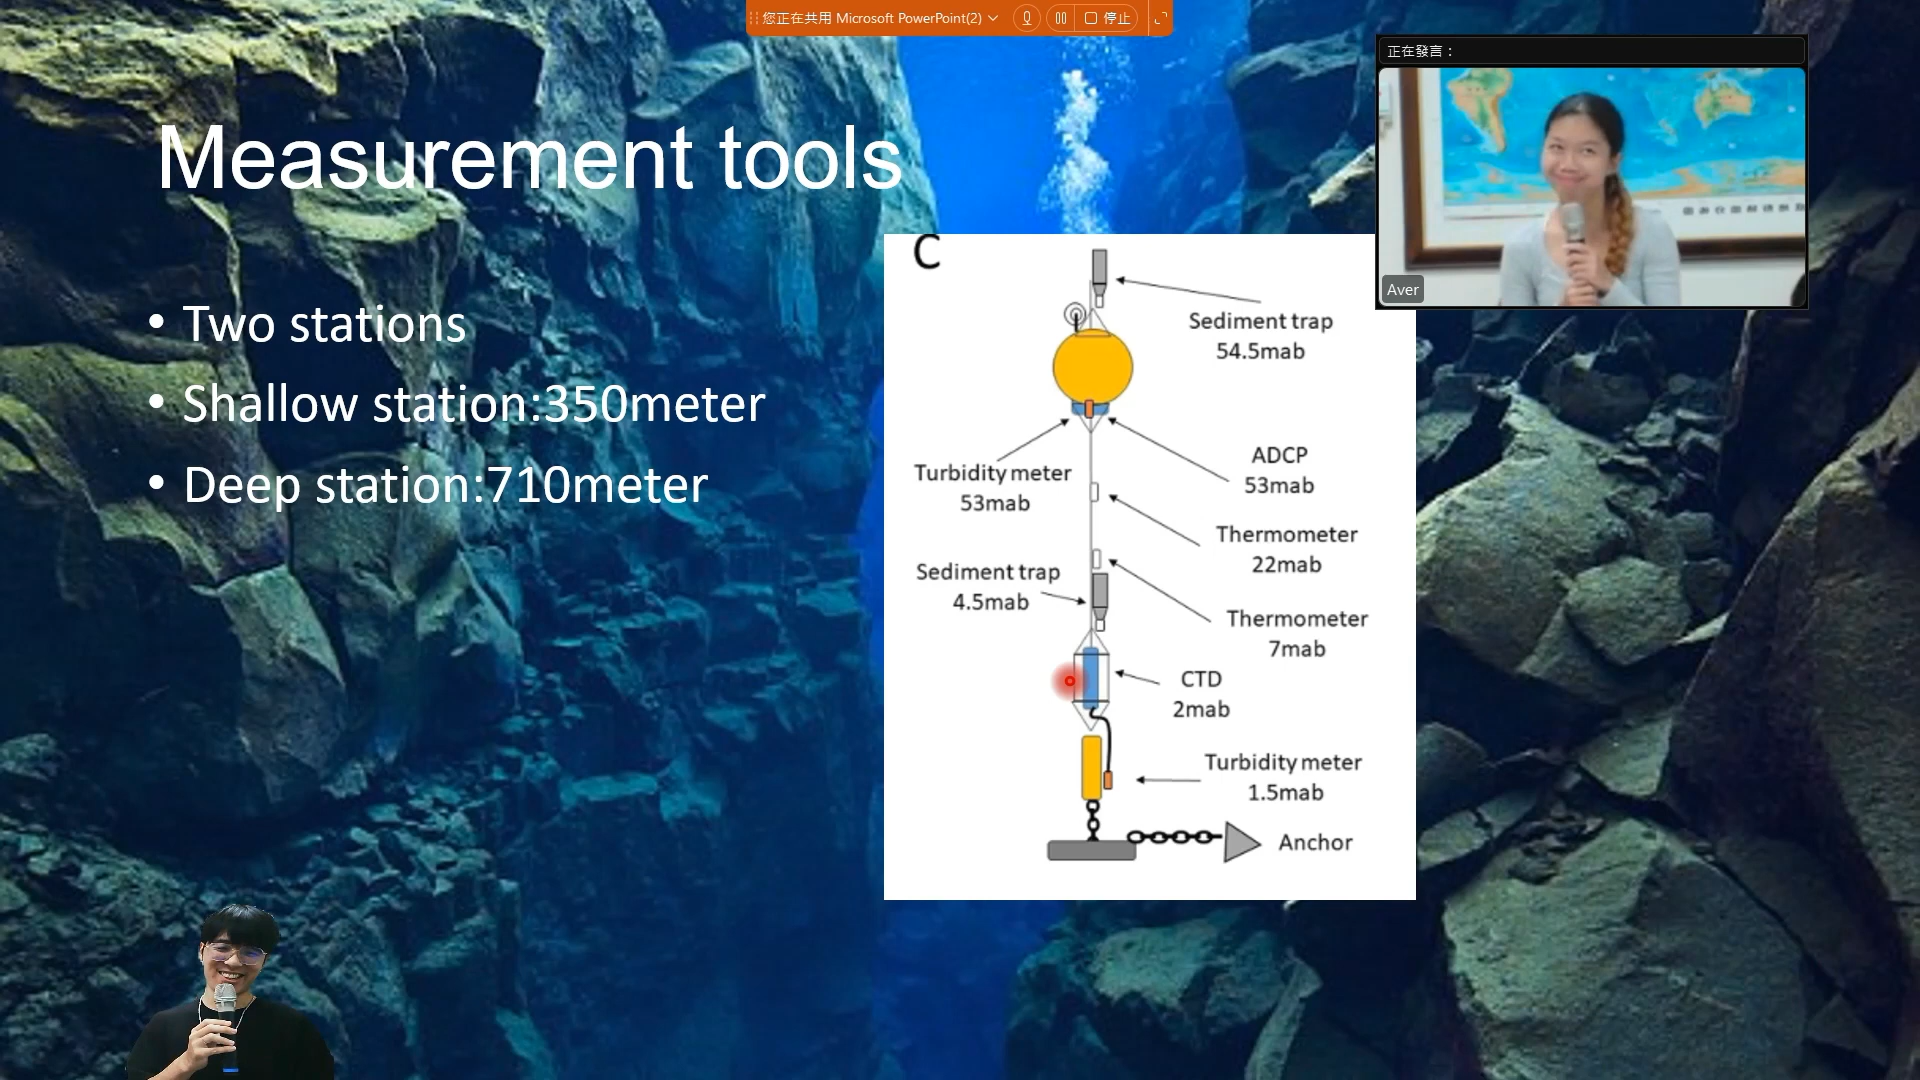 您正在共用 Microsoft PowerPoint(2)
停止
正在發言：
Aver
Measurement tools
• Two stations
• Shallow station:350meter
• Deep station:710meter
C
Sediment trap
54.5mab
Turbidity meter
53mab
ADCP
53mab
Thermometer
22mab
Sediment trap
4.5mab
Thermometer
7mab
CTD
2mab
Turbidity meter
1.5mab
Anchor